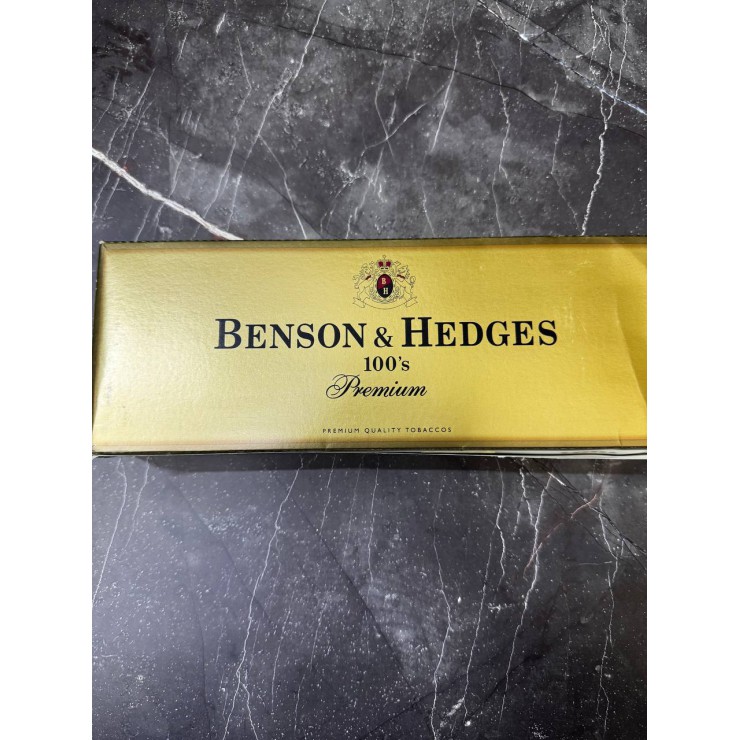 B
H
BENSON & HEDGES
100's
Premium
PREMIUM QUALITY TOBACCOS